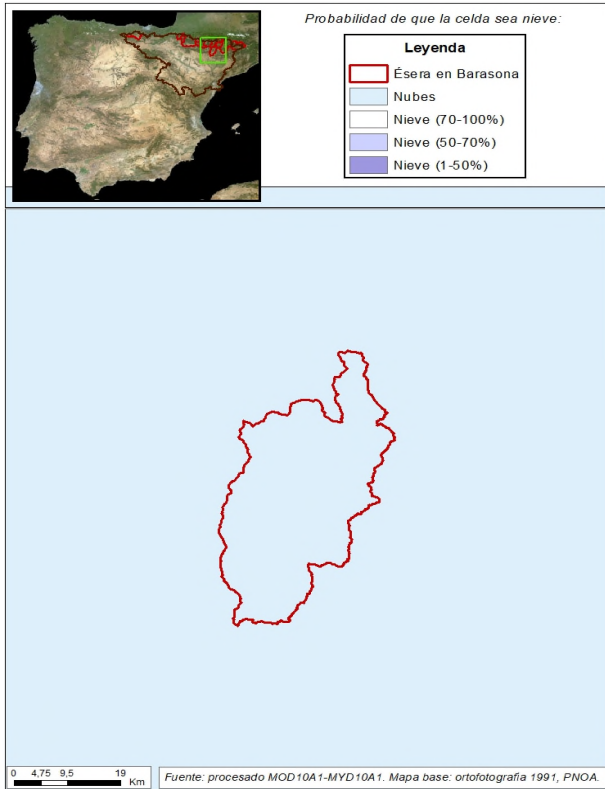 Probabilidad de que la celda sea nieve:
Leyenda
Ésera en Barasona
Nubes
Nieve (70-100%)
Nieve (50-70%)
Nieve (1-50%)
0 4,75 9,5 19
Km
Fuente: procesado MOD10A1-MYD10A1. Mapa base: ortofotografia 1991, PNOA.